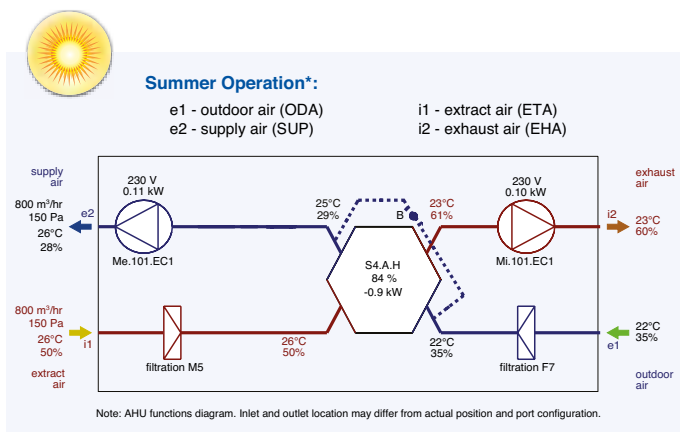 Summer Operation*:
e1 - outdoor air (ODA)
i1 - extract air (ETA)
e2 - supply air (SUP)
i2 - exhaust air (EHA)
supply
air
800 m³/hr
150 Pa
26°C
28%
e2
230 V
0.11 kW
Me.101.EC1
25°C
29%
B
23°C
61%
230 V
0.10 kW
Mi.101.EC1
exhaust
air
i2
23°C
60%
S4.A.H
84 %
-0.9 kW
800 m³/hr
150 Pa
26°C
50%
i1
extract
air
filtration M5
26°C
50%
22°C
35%
filtration F7
e1
22°C
35%
outdoor
air
Note: AHU functions diagram. Inlet and outlet location may differ from actual position and port configuration.